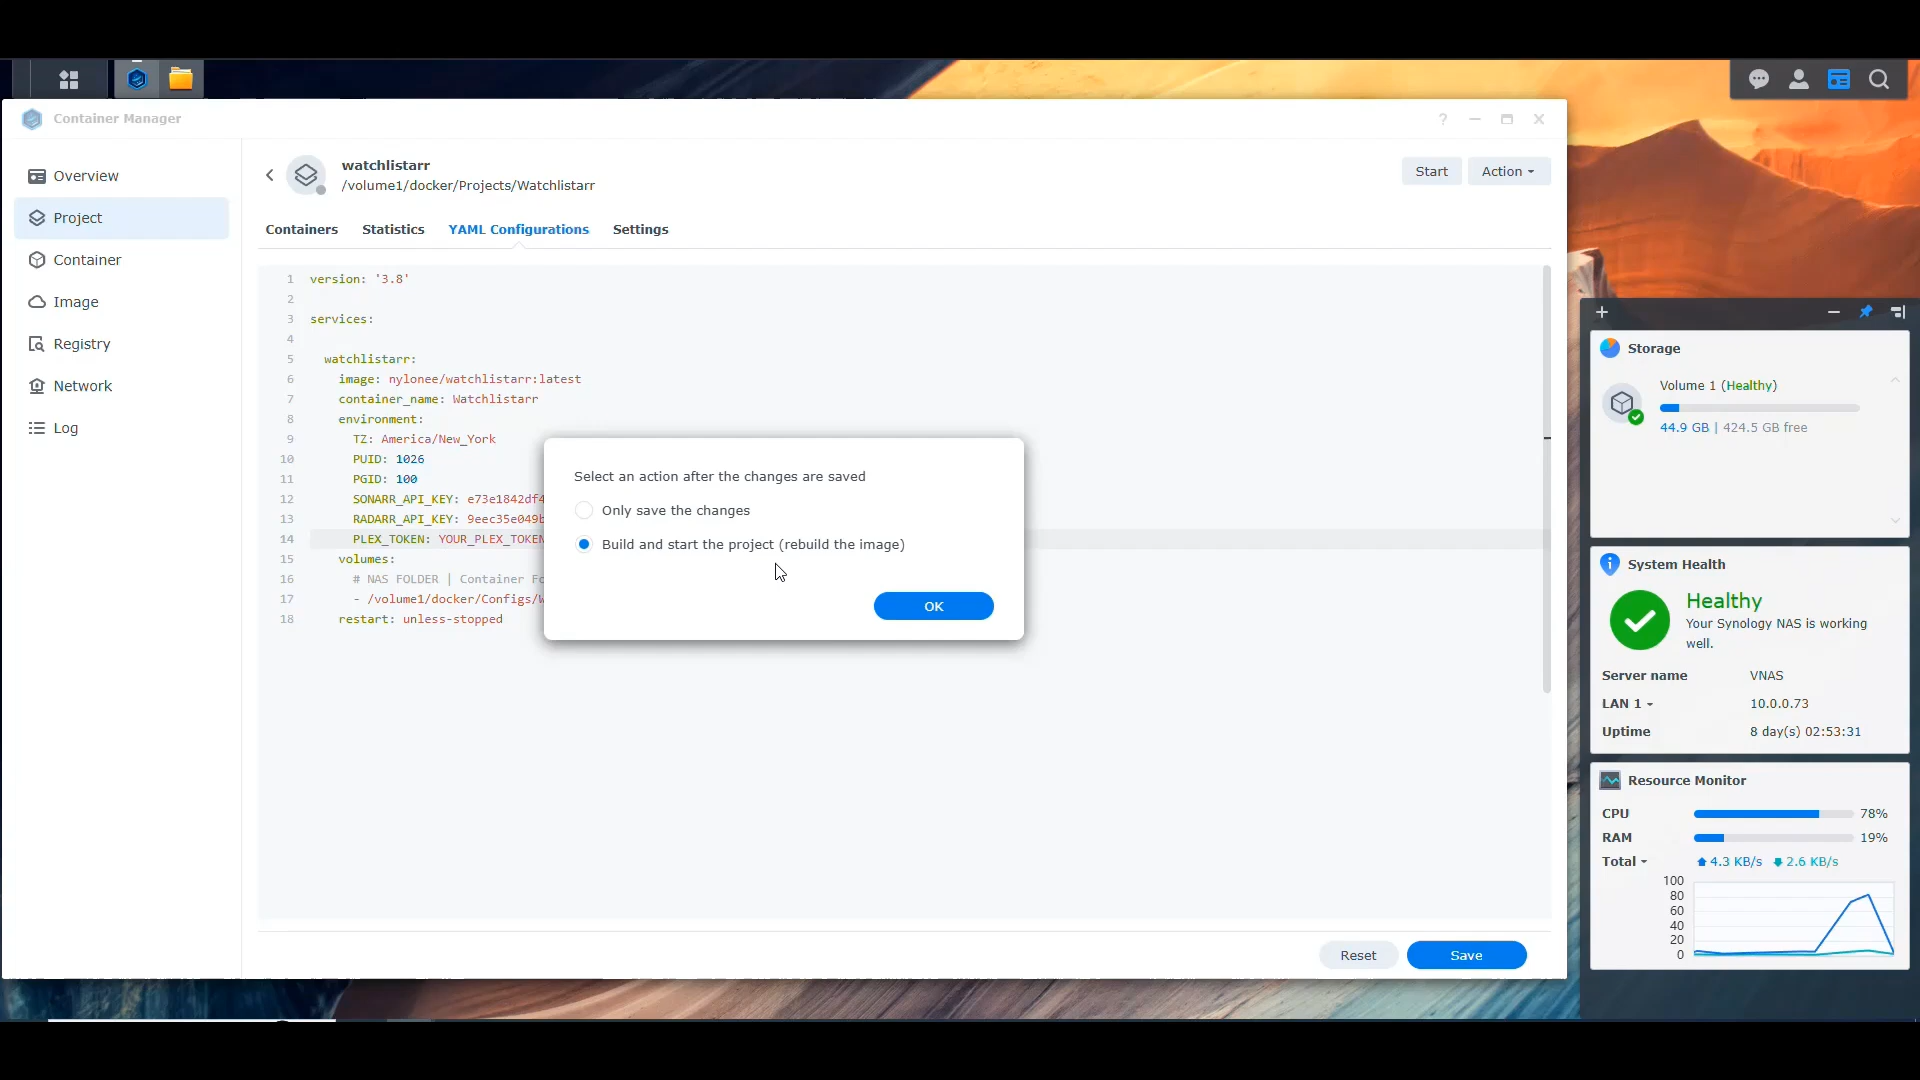 Container Manager
Overview
Project
Container
Image
Registry
Network
Log
watchlistarr
/volume1/docker/Projects/Watchlistarr
Start
Action
Containers
Statistics
YAML Configurations
Settings
1 version: '3.8'
2
3 services:
4
5 watchlistarr:
6 image: nylonee/watchlistarr:latest
7 container_name: Watchlistarr
8 environment:
9 TZ: America/New_York
10 PUID: 1026
11 PGID: 100
12 SONARR_API_KEY: e73e1842df4
13 RADARR_API_KEY: 9eec35e049b
14 PLEX_TOKEN: YOUR_PLEX_TOKEN
15 volumes:
16 # NAS FOLDER | Container Fo
17 - /volume1/docker/Configs/W
18 restart: unless-stopped
Select an action after the changes are saved
Only save the changes
Build and start the project (rebuild the image)
OK
Reset
Save
Storage
Volume 1 (Healthy)
44.9 GB | 424.5 GB free
System Health
Healthy
Your Synology NAS is working
well.
Server name VNAS
LAN 1 10.0.0.73
Uptime 8 day(s) 02:53:31
Resource Monitor
CPU 78%
RAM 19%
Total 4.3 KB/s 2.6 KB/s
100
80
60
40
20
0